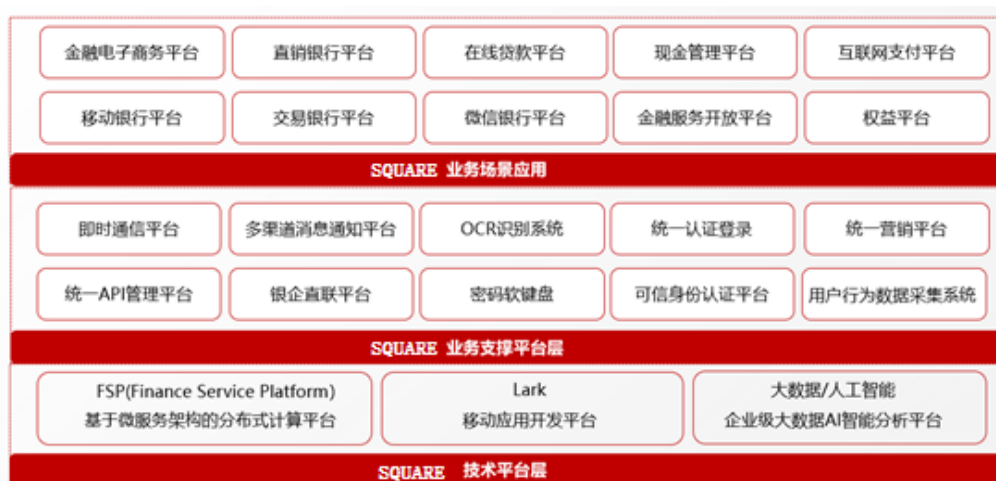 金融电子商务平台 直销银行平台 在线贷款平台 现金管理平台 互联网支付平台
移动银行平台 交易银行平台 微信银行平台 金融服务开放平台 权益平台
SQUARE 业务场景应用
即时通信平台 多渠道消息通知平台 OCR识别系统 统一认证登录 统一营销平台
统一API管理平台 银企直联平台 密码软键盘 可信身份认证平台 用户行为数据采集系统
SQUARE 业务支撑平台层
FSP(Finance Service Platform) Lark 大数据/人工智能
基于微服务架构的分布式计算平台 移动应用开发平台 企业级大数据AI智能分析平台
SQUARE 技术平台层